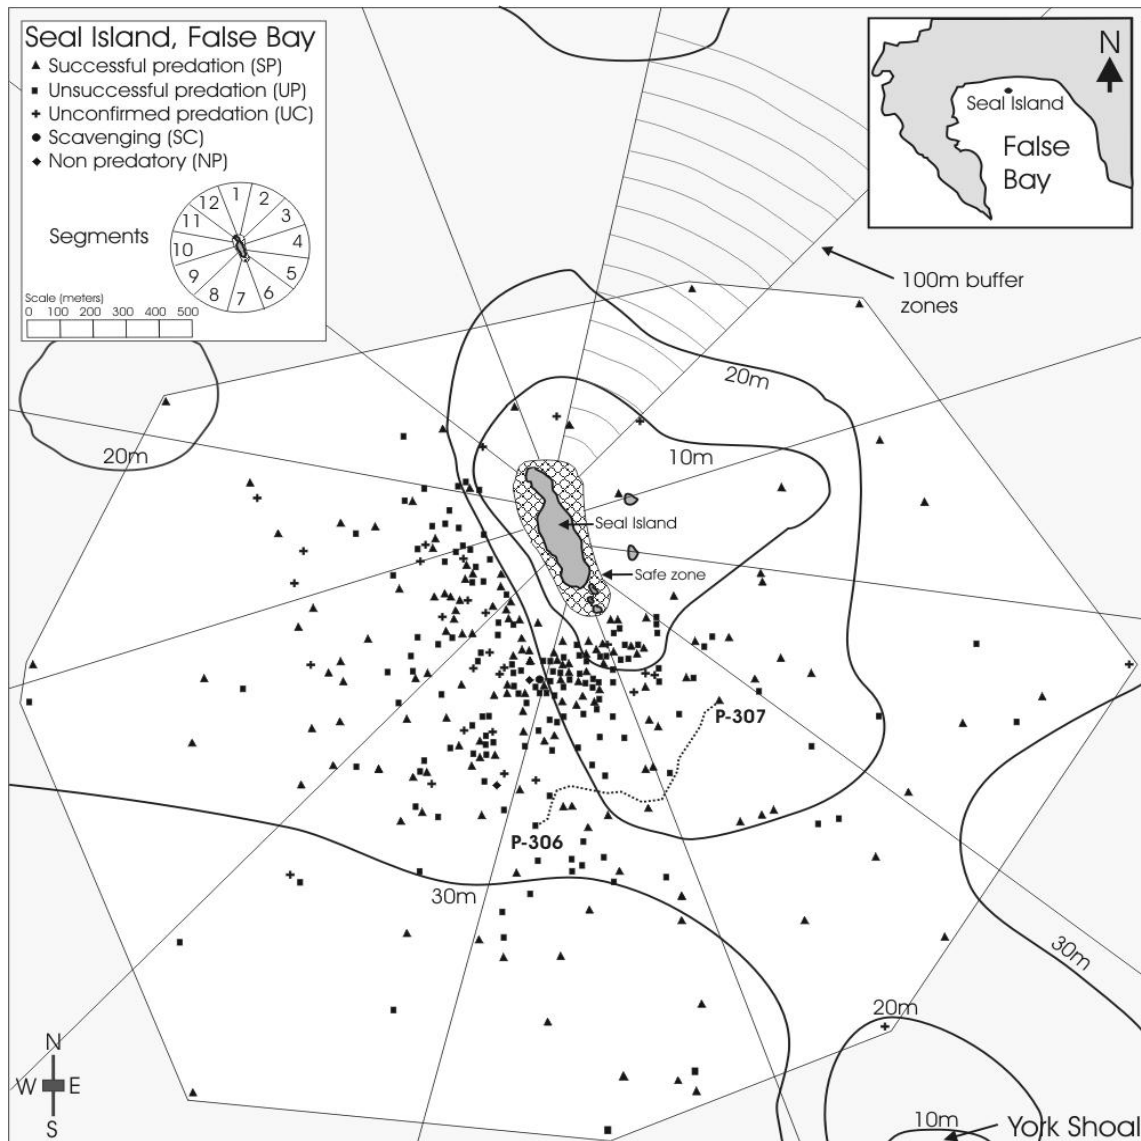 Seal Island, False Bay
Successful predation (SP)
Unsuccessful predation (UP)
Unconfirmed predation (UC)
Scavenging (SC)
Non predatory (NP)
Segments
1
2
3
4
5
6
7
8
9
10
11
12
Scale (meters)
0 100 200 300 400 500
N
Seal Island
False
Bay
100m buffer
zones
20m
20m
10m
Seal Island
Safe zone
P-307
P-306
30m
30m
20m
10m
York Shoal
N
W E
S